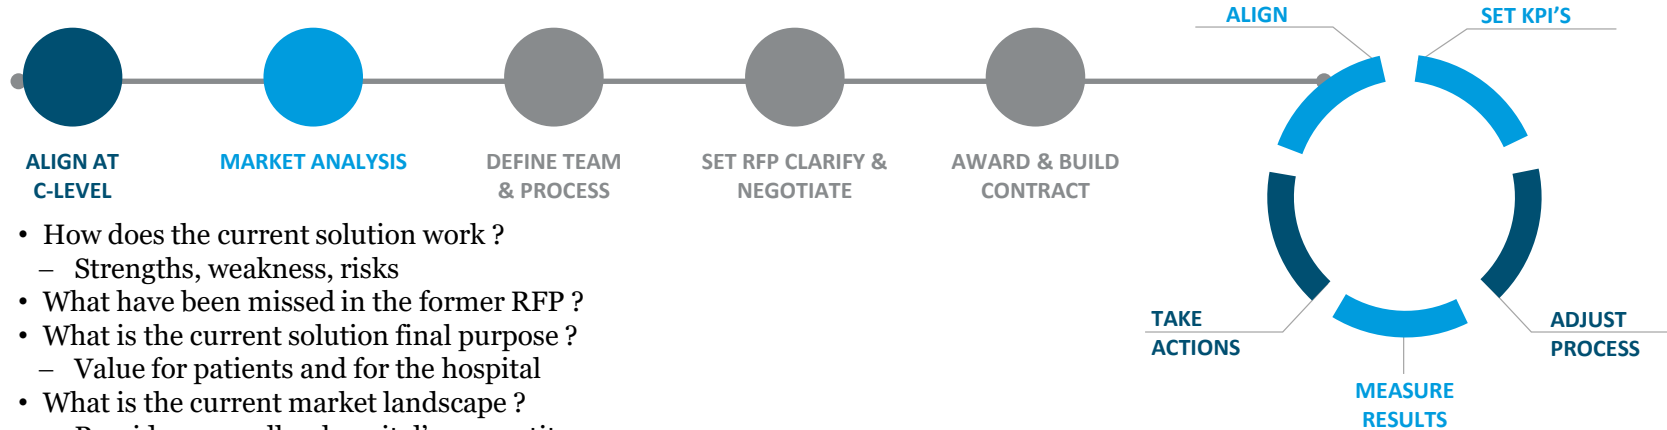 ALIGN
SET KPI'S
ALIGN AT
C-LEVEL
MARKET ANALYSIS
DEFINE TEAM
& PROCESS
SET RFP CLARIFY &
NEGOTIATE
AWARD & BUILD
CONTRACT
• How does the current solution work ?
– Strengths, weakness, risks
• What have been missed in the former RFP ?
• What is the current solution final purpose ?
– Value for patients and for the hospital
• What is the current market landscape ?
TAKE
ACTIONS
ADJUST
PROCESS
MEASURE
RESULTS